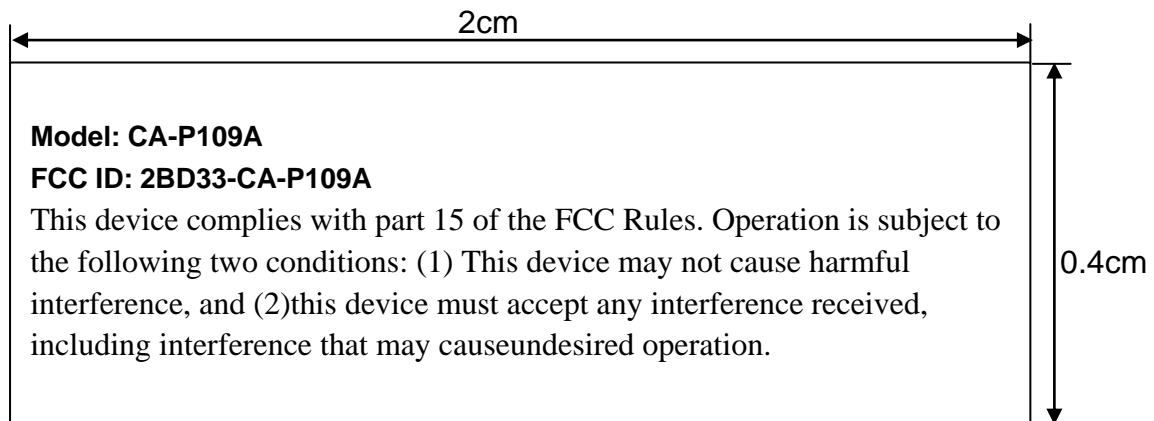 2cm
Model: CA-P109A
FCC ID: 2BD33-CA-P109A
This device complies with part 15 of the FCC Rules. Operation is subject to
the following two conditions: (1) This device may not cause harmful
interference, and (2)this device must accept any interference received,
including interference that may causeundesired operation.
0.4cm